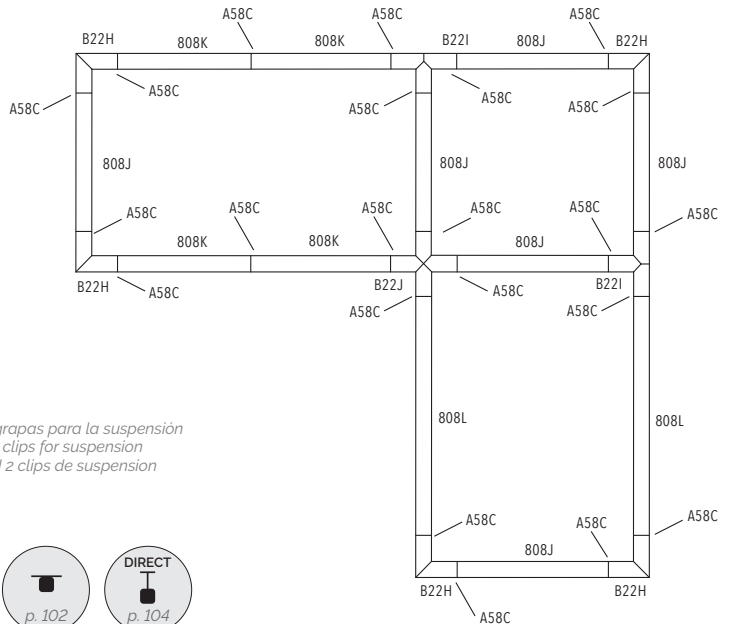 A58C A58C A58C
B22H 808K 808K B22I 808J B22H
A58C A58C
A58C A58C A58C
808J 808J 808J
A58C A58C A58C A58C A58C A58C
808K 808K 808J
B22H A58C B22J A58C B22I
A58C A58C
grapas para la suspensión
clips for suspension
2 clips de suspension
808L 808L
A58C A58C A58C
808J
DIRECT
B22H B22H
p. 102 p. 104 A58C